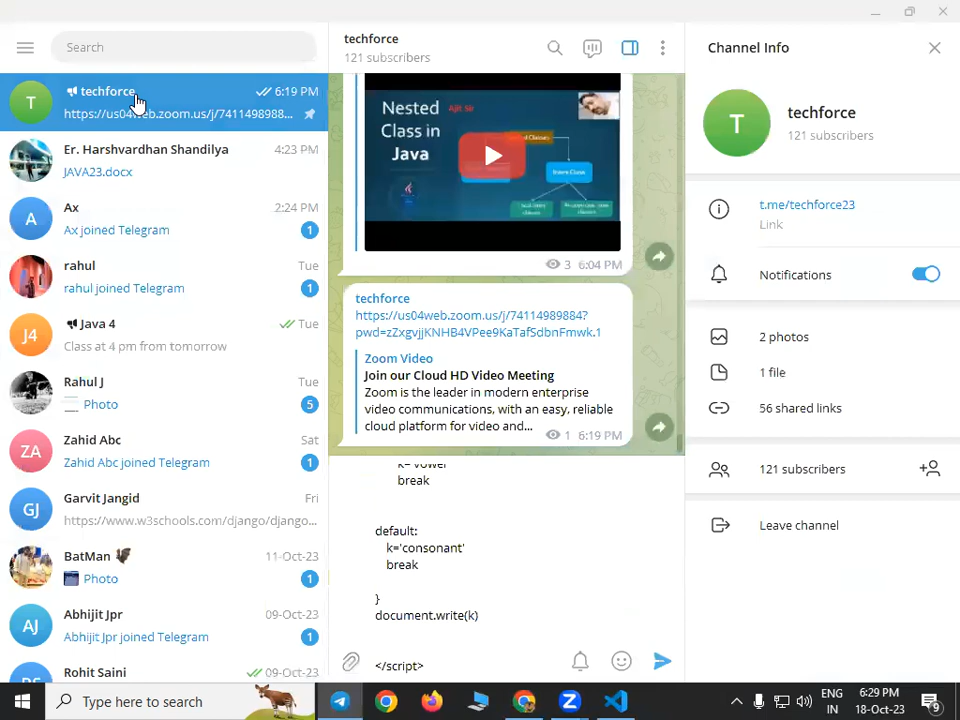 Search
techforce
6:19 PM
https://us04web.zoom.us/j/7411498988...
Er. Harshvardhan Shandilya
4:23 PM
JAVA23.docx
Ax
2:24 PM
Ax joined Telegram
1
rahul
Tue
rahul joined Telegram
1
Java 4
Tue
Class at 4 pm from tomorrow
Rahul J
Tue
Photo
5
Zahid Abc
Sat
Zahid Abc joined Telegram
1
Garvit Jangid
Fri
https://www.w3schools.com/django/django...
BatMan
11-Oct-23
Photo
1
Abhijit Jpr
09-Oct-23
Abhijit Jpr joined Telegram
1
Rohit Saini
09-Oct-23
T
A
J4
ZA
GJ
AJ
techforce
121 subscribers
Nested
Class in
Java
Ajit Sir
3 6:04 PM
techforce
https://us04web.zoom.us/j/74114989884?
pwd=zZxgvjjKNHB4VPee9KaTafSdbnFmwk.1
Zoom Video
Join our Cloud HD Video Meeting
Zoom is the leader in modern enterprise
video communications, with an easy, reliable
cloud platform for video and...
1 6:19 PM
k='vowel'
break
default:
k='consonant'
break
}
document.write(k)
</script>
Channel Info
T
techforce
121 subscribers
t.me/techforce23
Link
Notifications
2 photos
1 file
56 shared links
121 subscribers
Leave channel
Type here to search
ENG
IN
6:29 PM
18-Oct-23
9